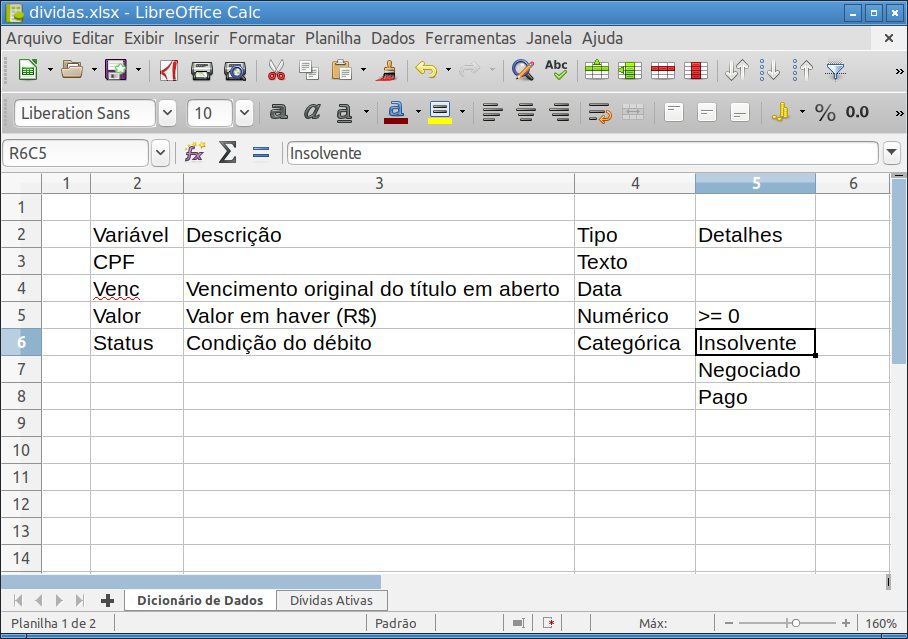 dividas.xlsx - LibreOffice Calc
Arquivo Editar Exibir Inserir Formatar Planilha Dados Ferramentas Janela Ajuda
Abc
Liberation Sans 10 a a a a % 0.0
R6C5 fx Σ = Insolvente
1 2 3 4 5 6
1
2 Variável Descrição Tipo Detalhes
3 CPF Texto
4 Venc Vencimento original do título em aberto Data
5 Valor Valor em haver (R$) Numérico >= 0
6 Status Condição do débito Categórica Insolvente
7 Negociado
8 Pago
9
10
11
12
13
14
Dicionário de Dados Dívidas Ativas
Planilha 1 de 2 Padrão Máx: 160%